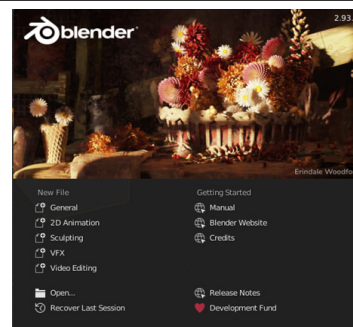 blender
2.93.
Erindale Woodfo
New File
Getting Started
General
Manual
2D Animation
Blender Website
Sculpting
Credits
VFX
Video Editing
Open...
Release Notes
Recover Last Session
Development Fund